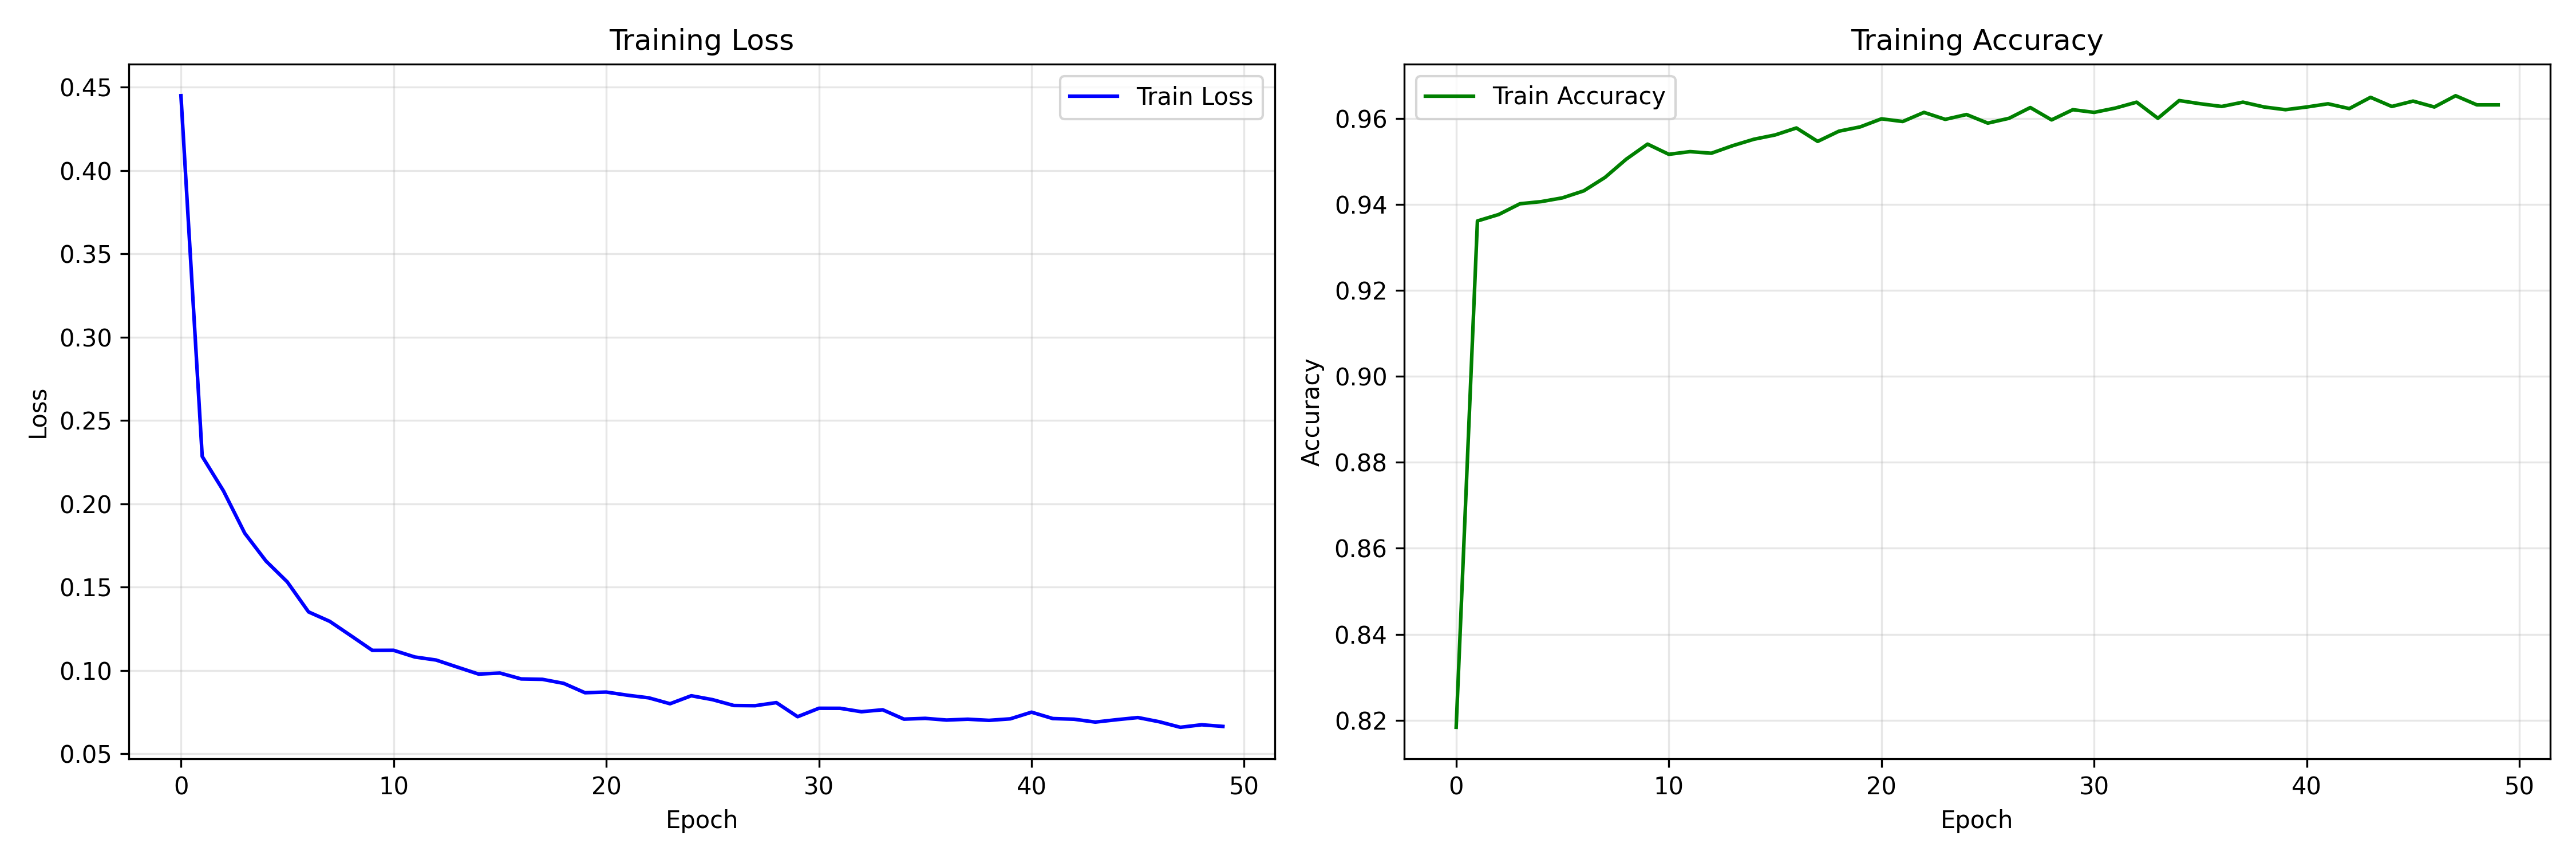 Training Loss
Train Loss
0.45
0.40
0.35
0.30
0.25
0.20
0.15
0.10
0.05
Loss
0 10 20 30 40 50
Epoch
Training Accuracy
Train Accuracy
0.96
0.94
0.92
0.90
0.88
0.86
0.84
0.82
Accuracy
0 10 20 30 40 50
Epoch